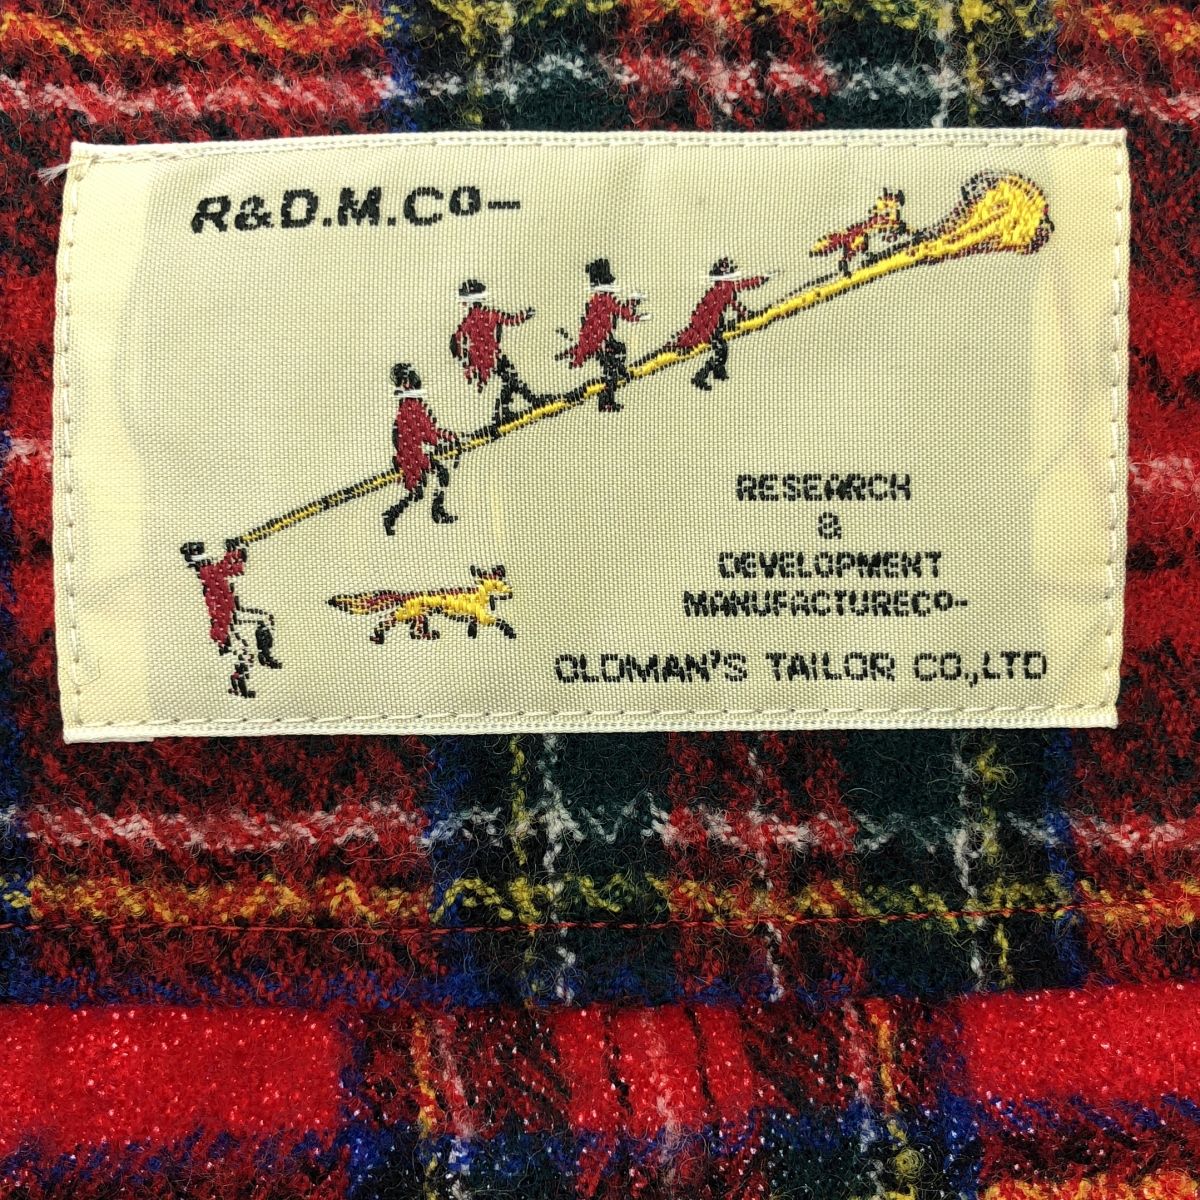 R&D.M.Co-
RESEARCH
&
DEVELOPMENT
MANUFACTURECO-
OLDMAN'S TAILOR CO.,LTD